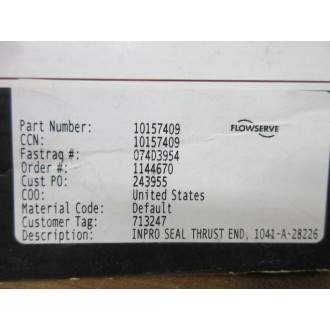 Part Number: 10157409
FLOWSERVE
CCN: 10157409
Fastraq #: 074D3954
Order #: 1144670
Cust PO: 243955
COO: United States
Material Code: Default
Customer Tag: 713247
Description: INPRO SEAL THRUST END, 1041-A-28226